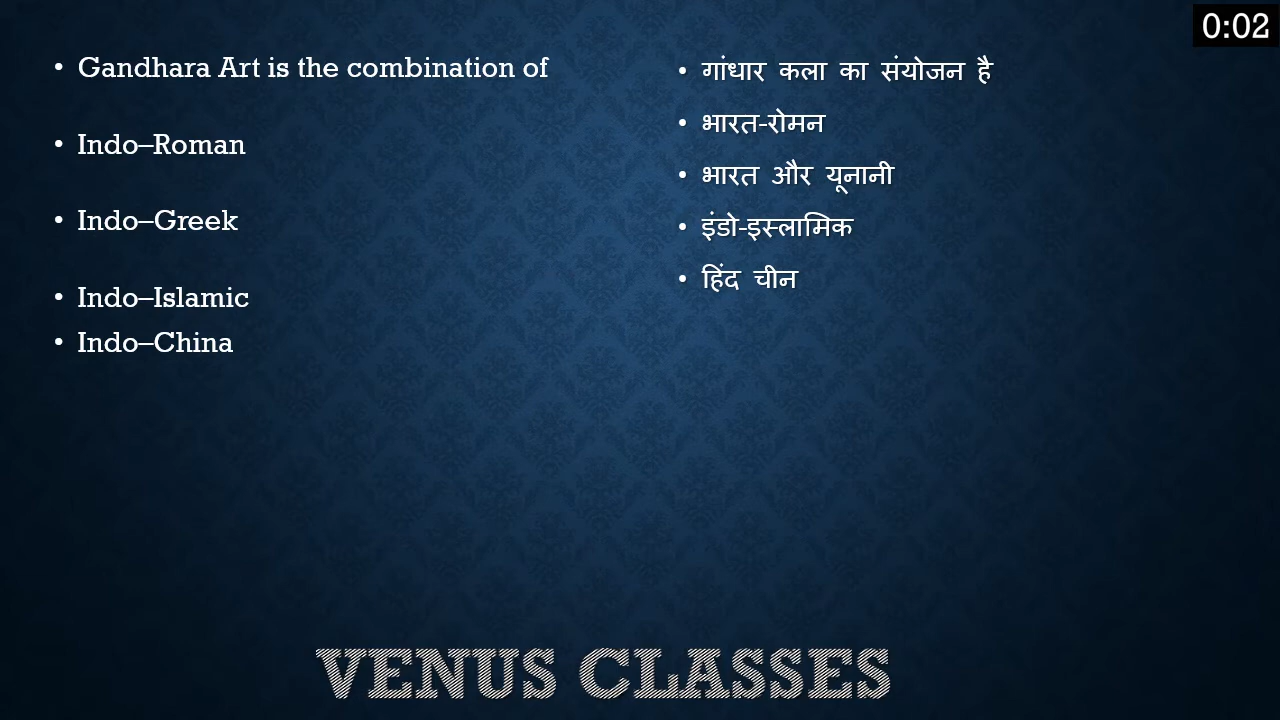 0:02
• Gandhara Art is the combination of
• Indo–Roman
• Indo–Greek
• Indo–Islamic
• Indo–China
• गांधार कला का संयोजन है
• भारत-रोमन
• भारत और यूनानी
• इंडो-इस्लामिक
• हिंद चीन
VENUS CLASSES